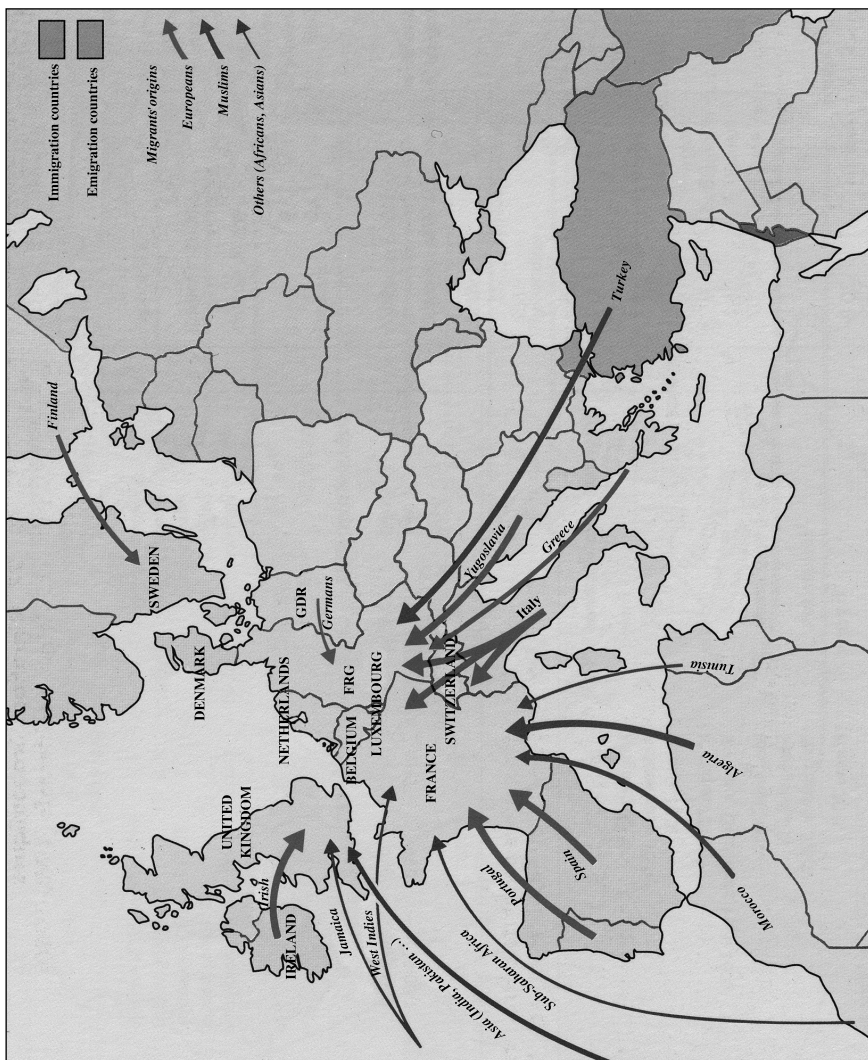 Immigration countries
Emigration countries
Migrants' origins
Europeans
Muslims
Others (Africans, Asians)
Finland
SWEDEN
DENMARK
GDR
Germans
NETHERLANDS
FRG
BELGIUM
LUXEMBOURG
SWITZERLAND
FRANCE
UNITED
KINGDOM
Irish
IRELAND
Turkey
Yugoslavia
Greece
Italy
Tunisia
Algeria
Morocco
Spain
Portugal
Sub-Saharan Africa
Asia (India, Pakistan ...)
West Indies
Jamaica